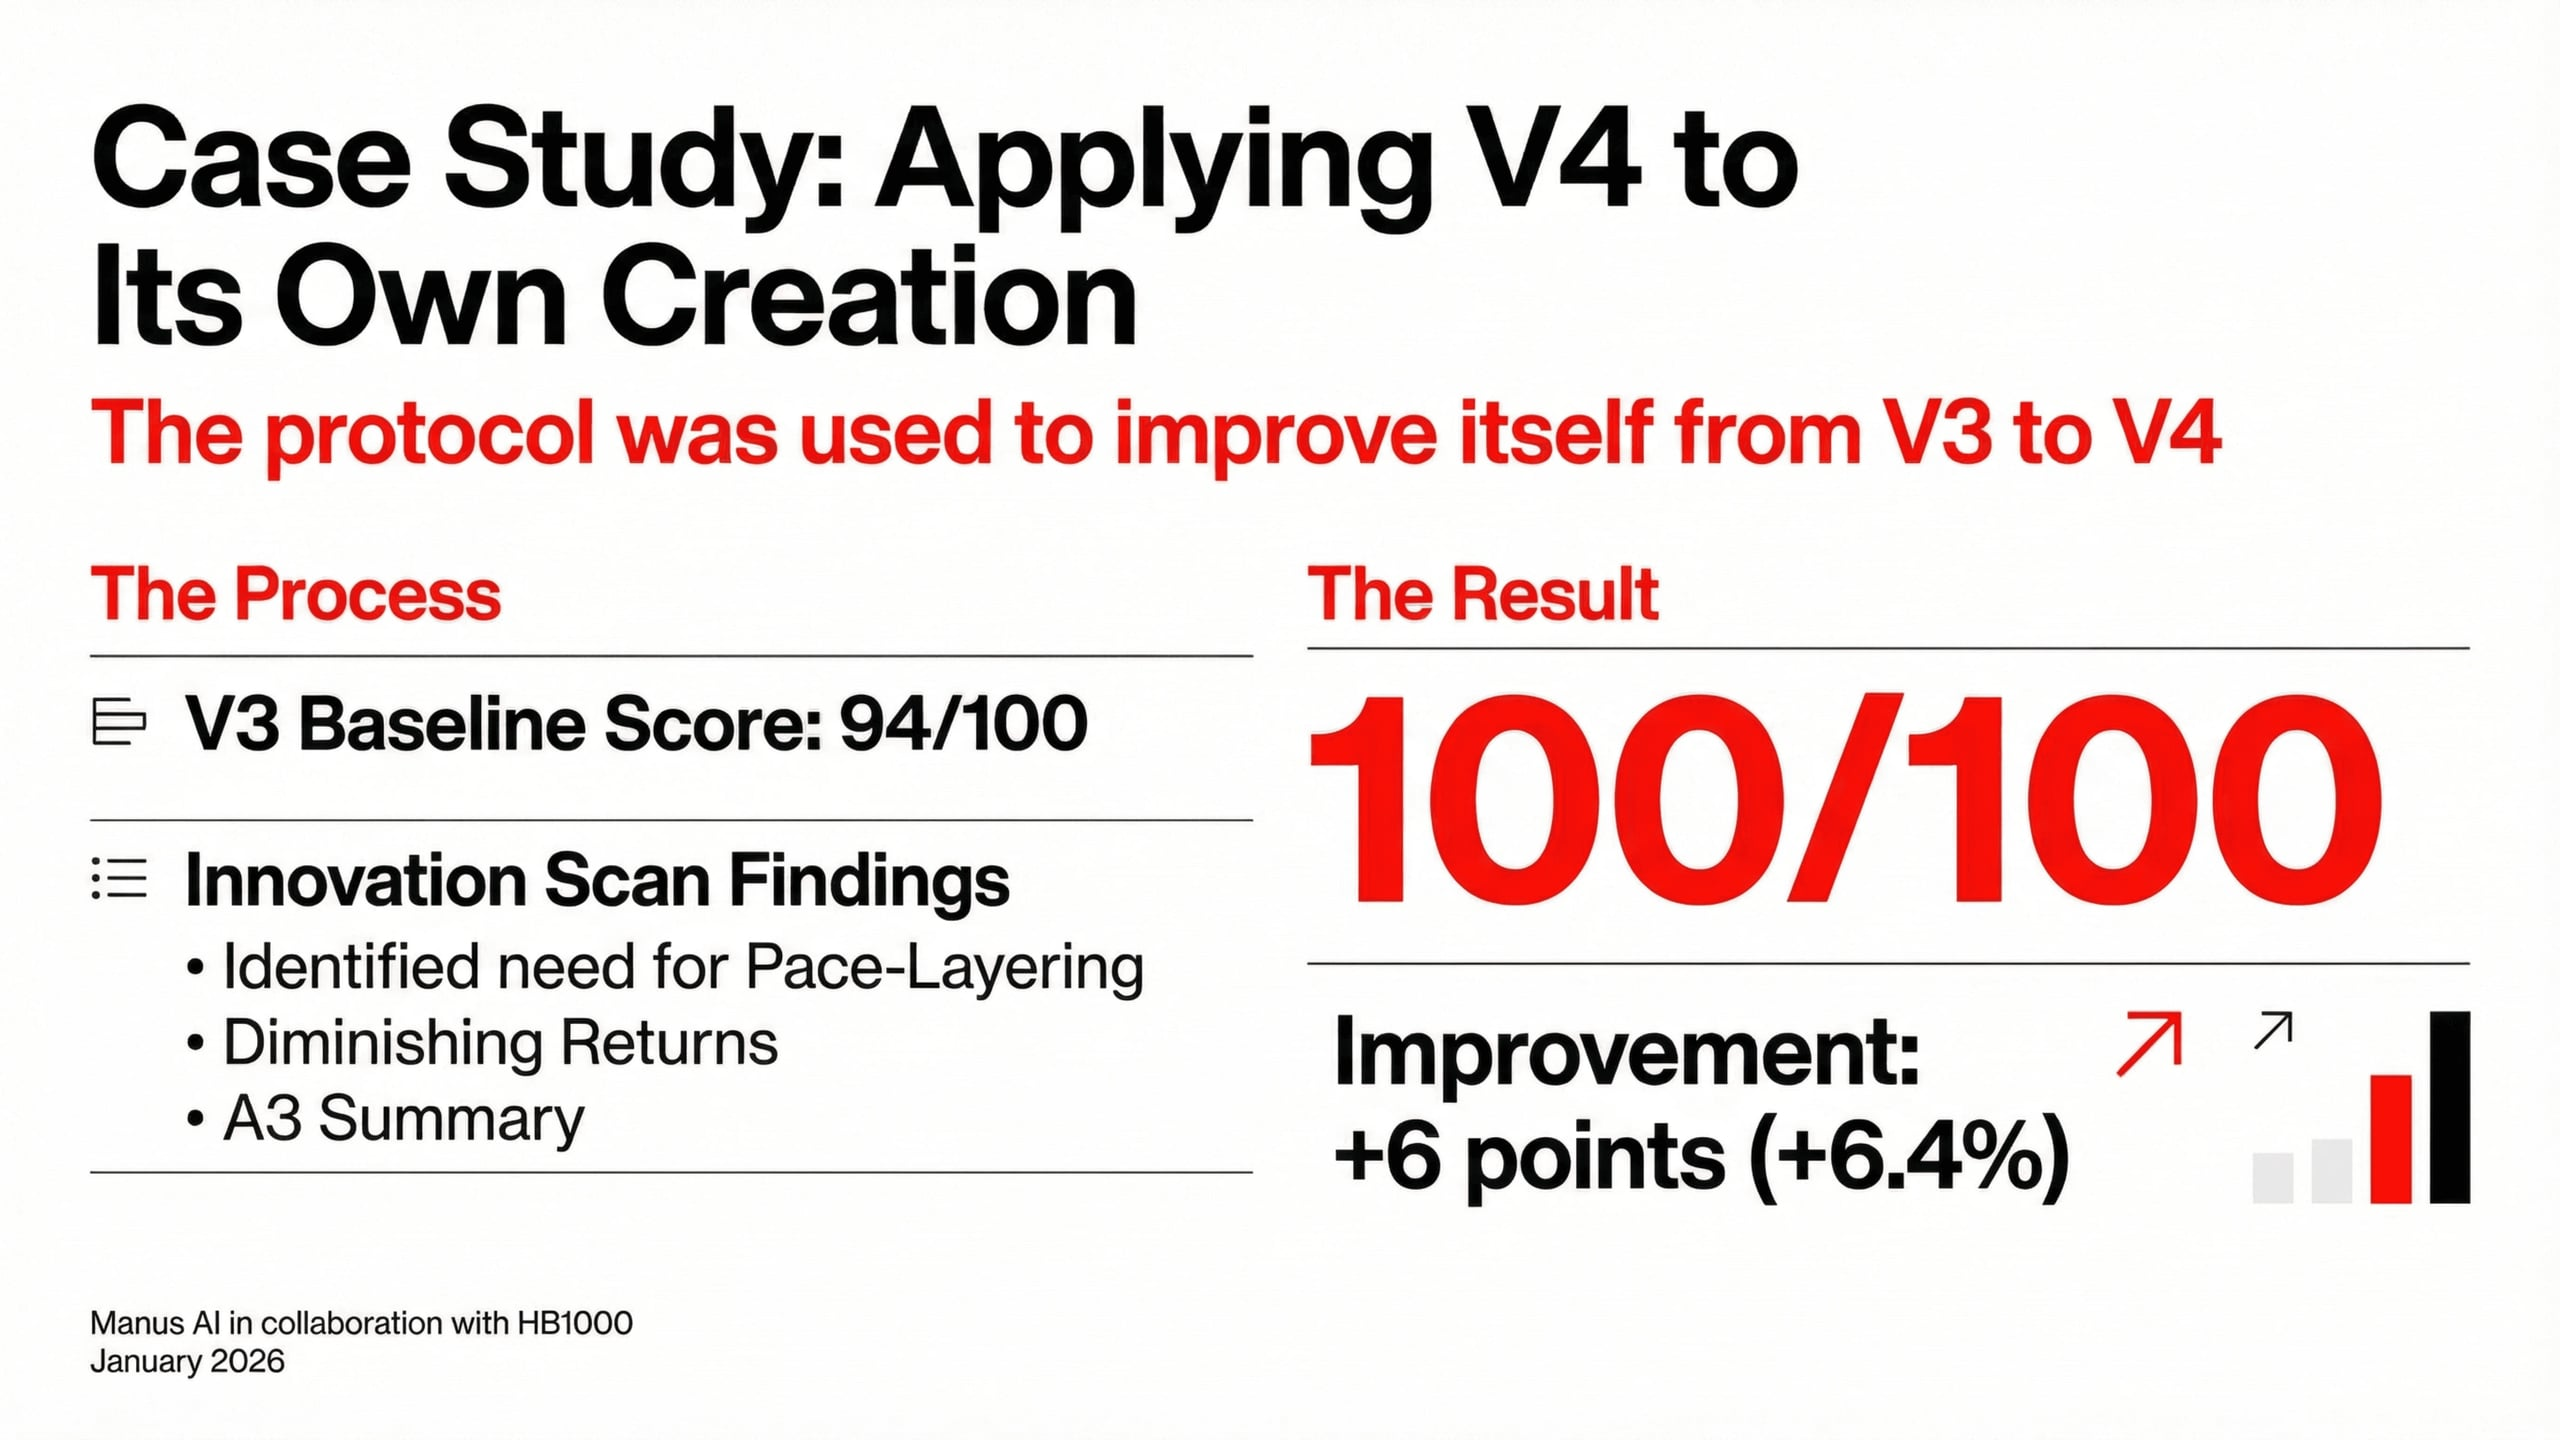 Case Study: Applying V4 to
Its Own Creation
The protocol was used to improve itself from V3 to V4
The Process
V3 Baseline Score: 94/100
Innovation Scan Findings
• Identified need for Pace-Layering
• Diminishing Returns
• A3 Summary
The Result
100/100
Improvement:
+6 points (+6.4%)
Manus AI in collaboration with HB1000
January 2026